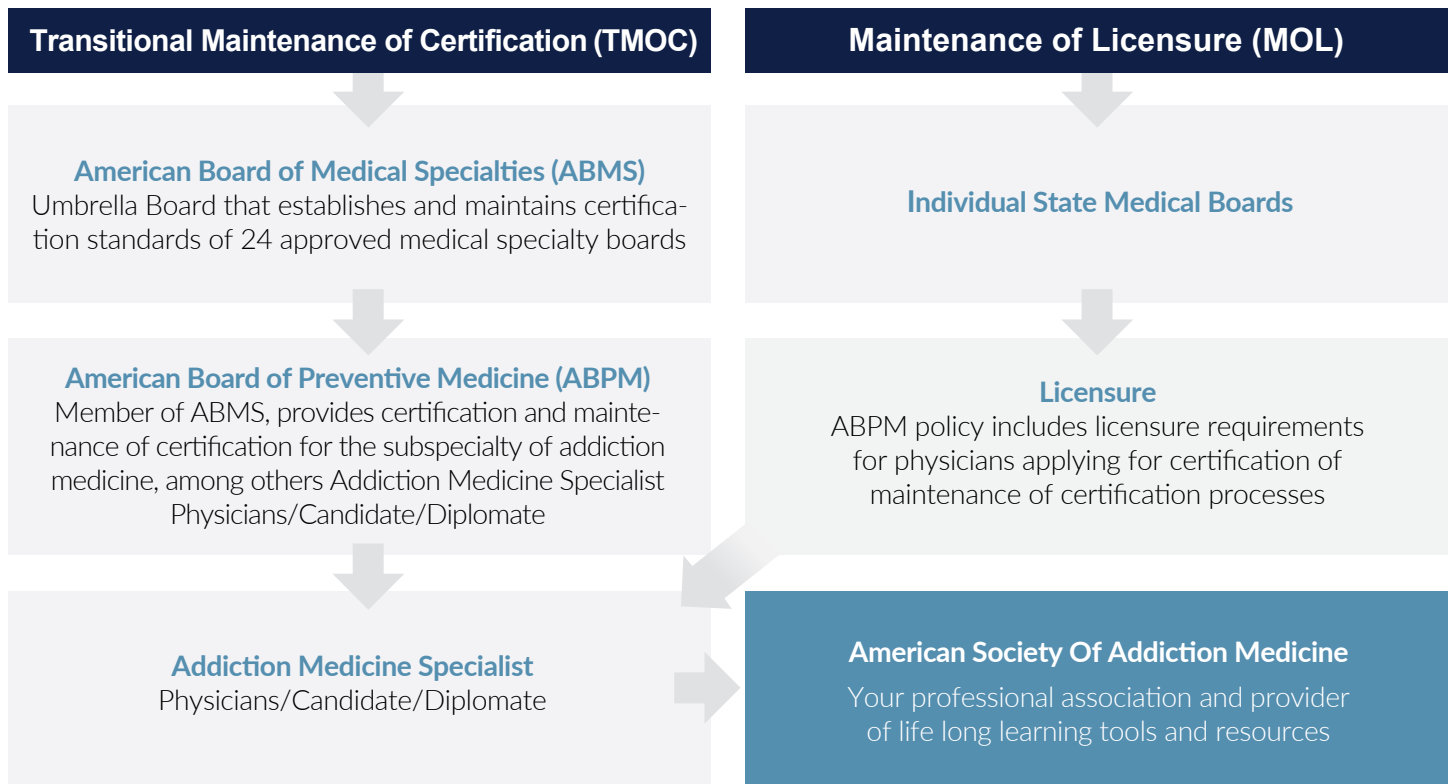 Transitional Maintenance of Certification (TMOC)
American Board of Medical Specialties (ABMS)
Umbrella Board that establishes and maintains certifica-
tion standards of 24 approved medical specialty boards
American Board of Preventive Medicine (ABPM)
Member of ABMS, provides certification and mainte-
nance of certification for the subspecialty of addiction
medicine, among others Addiction Medicine Specialist
Physicians/Candidate/Diplomate
Addiction Medicine Specialist
Physicians/Candidate/Diplomate
Maintenance of Licensure (MOL)
Individual State Medical Boards
Licensure
ABPM policy includes licensure requirements
for physicians applying for certification of
maintenance of certification processes
American Society Of Addiction Medicine
Your professional association and provider
of life long learning tools and resources